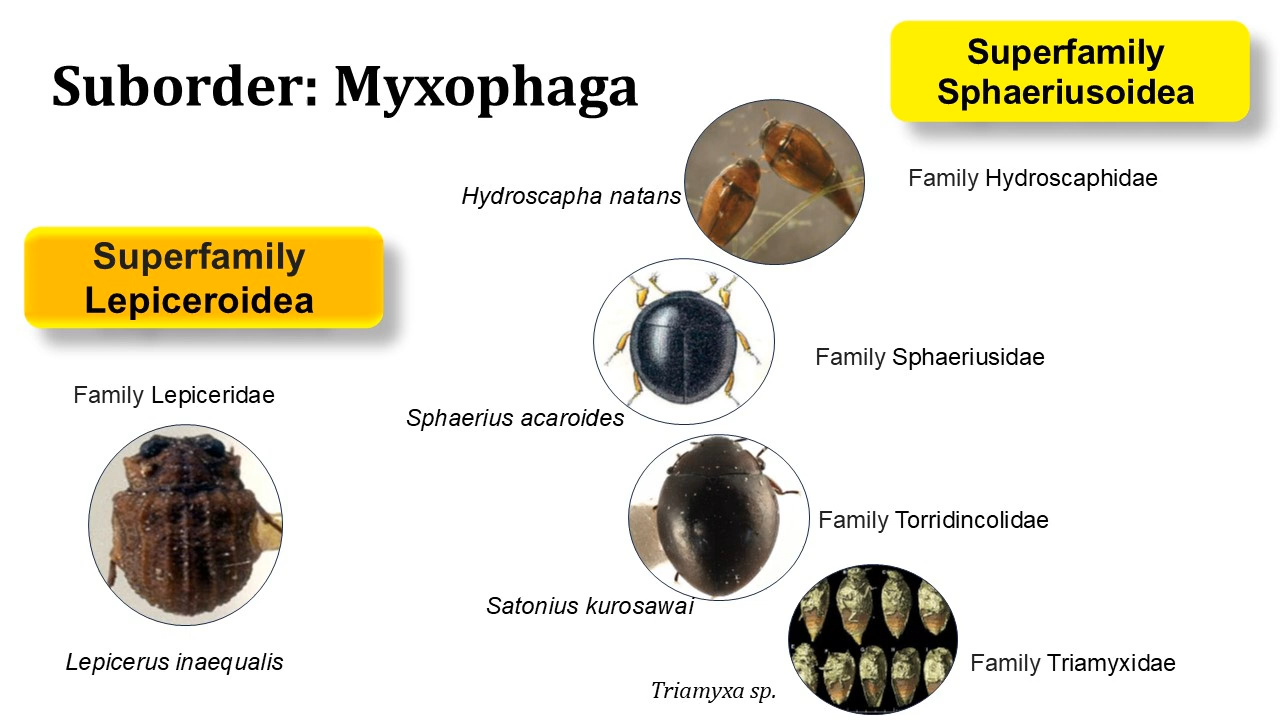 Suborder: Myxophaga
Superfamily
Sphaeriusoidea
Hydroscapha natans
Family Hydroscaphidae
Superfamily
Lepiceroidea
Family Sphaeriusidae
Sphaerius acaroides
Family Lepiceridae
Family Torridincolidae
Satonius kurosawai
Lepicerus inaequalis
Family Triamyxidae
Triamyxa sp.